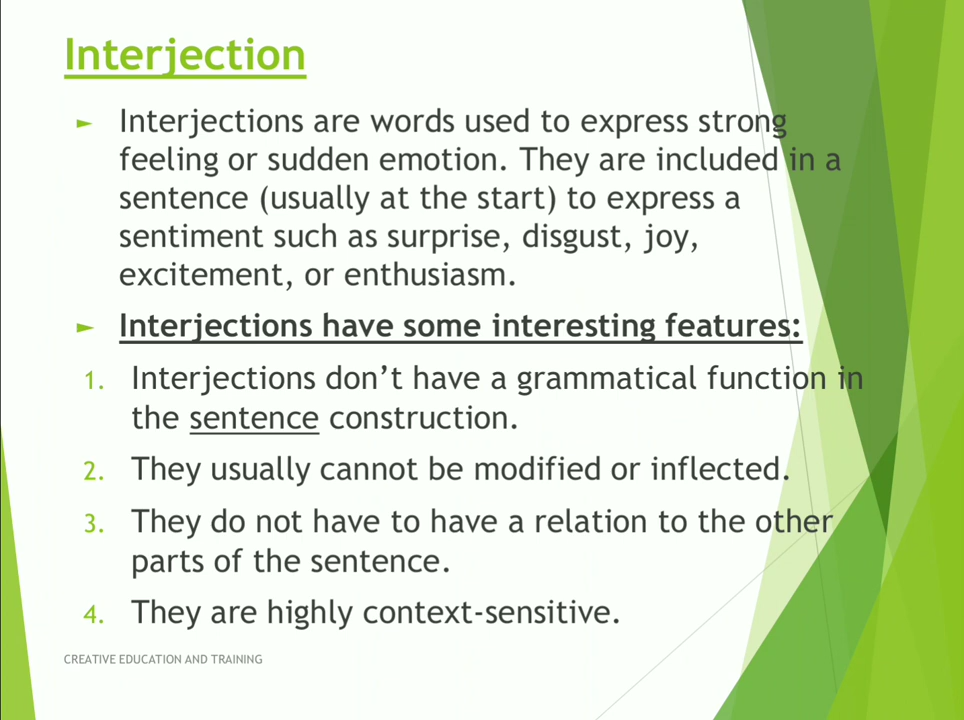 Interjection
► Interjections are words used to express strong
feeling or sudden emotion. They are included in a
sentence (usually at the start) to express a
sentiment such as surprise, disgust, joy,
excitement, or enthusiasm.
► Interjections have some interesting features:
1. Interjections don’t have a grammatical function in
the sentence construction.
2. They usually cannot be modified or inflected.
3. They do not have to have a relation to the other
parts of the sentence.
4. They are highly context-sensitive.
CREATIVE EDUCATION AND TRAINING